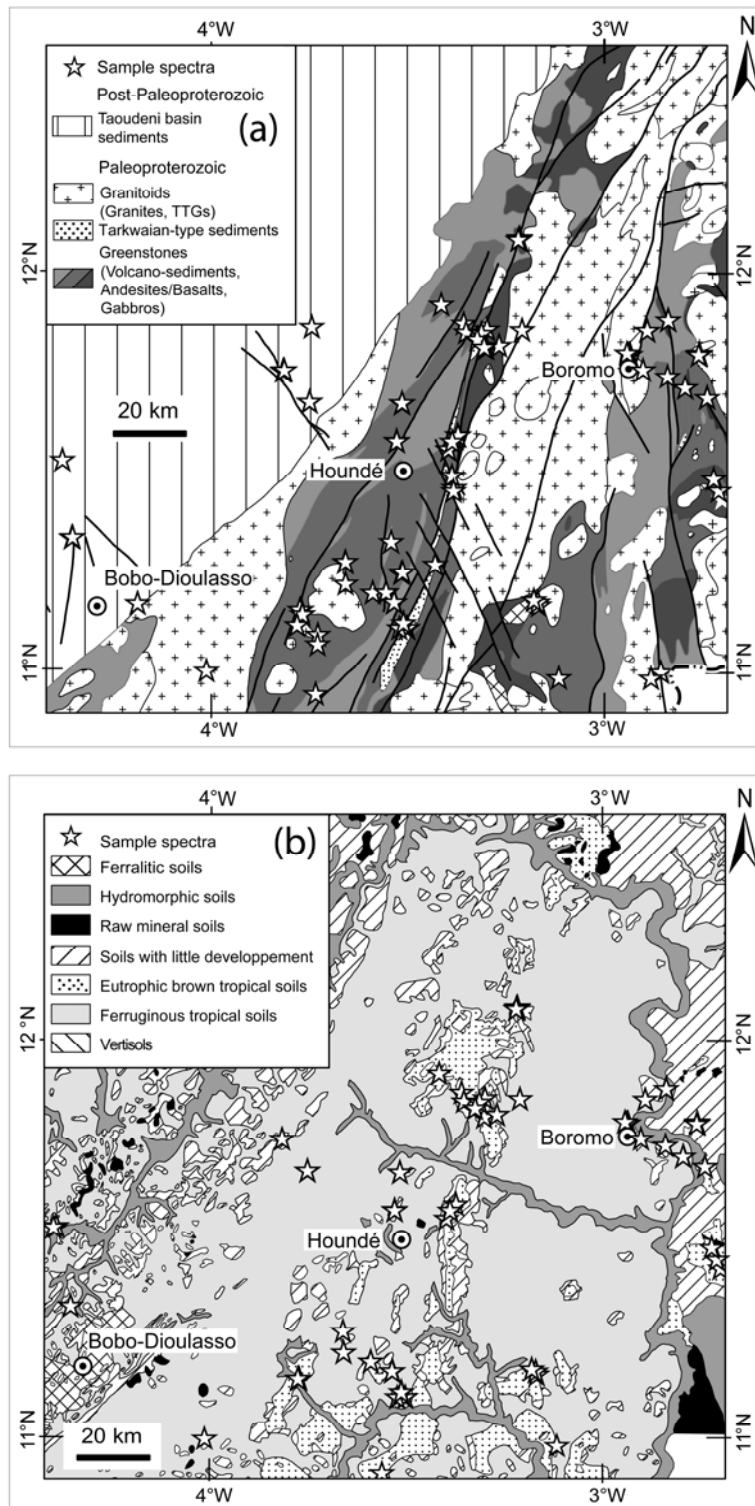 4°W
3°W
N
Sample spectra
Post-Paleoproterozoic
Taoudeni basin
sediments
(a)
Paleoproterozoic
Granitoids
(Granites, TTGs)
Tarkwaian-type sediments
Greenstones
(Volcano-sediments,
Andesites/Basalts,
Gabbros)
12°N
12°N
20 km
Boromo
Houndé
Bobo-Dioulasso
11°N
11°N
4°W
3°W
4°W
3°W
N
Sample spectra
(b)
Ferralitic soils
Hydromorphic soils
Raw mineral soils
Soils with little developpement
Eutrophic brown tropical soils
Ferruginous tropical soils
Vertisols
12 °N
12°N
Boromo
Houndé
Bobo-Dioulasso
11°N
11°N
20 km
4°W
3°W